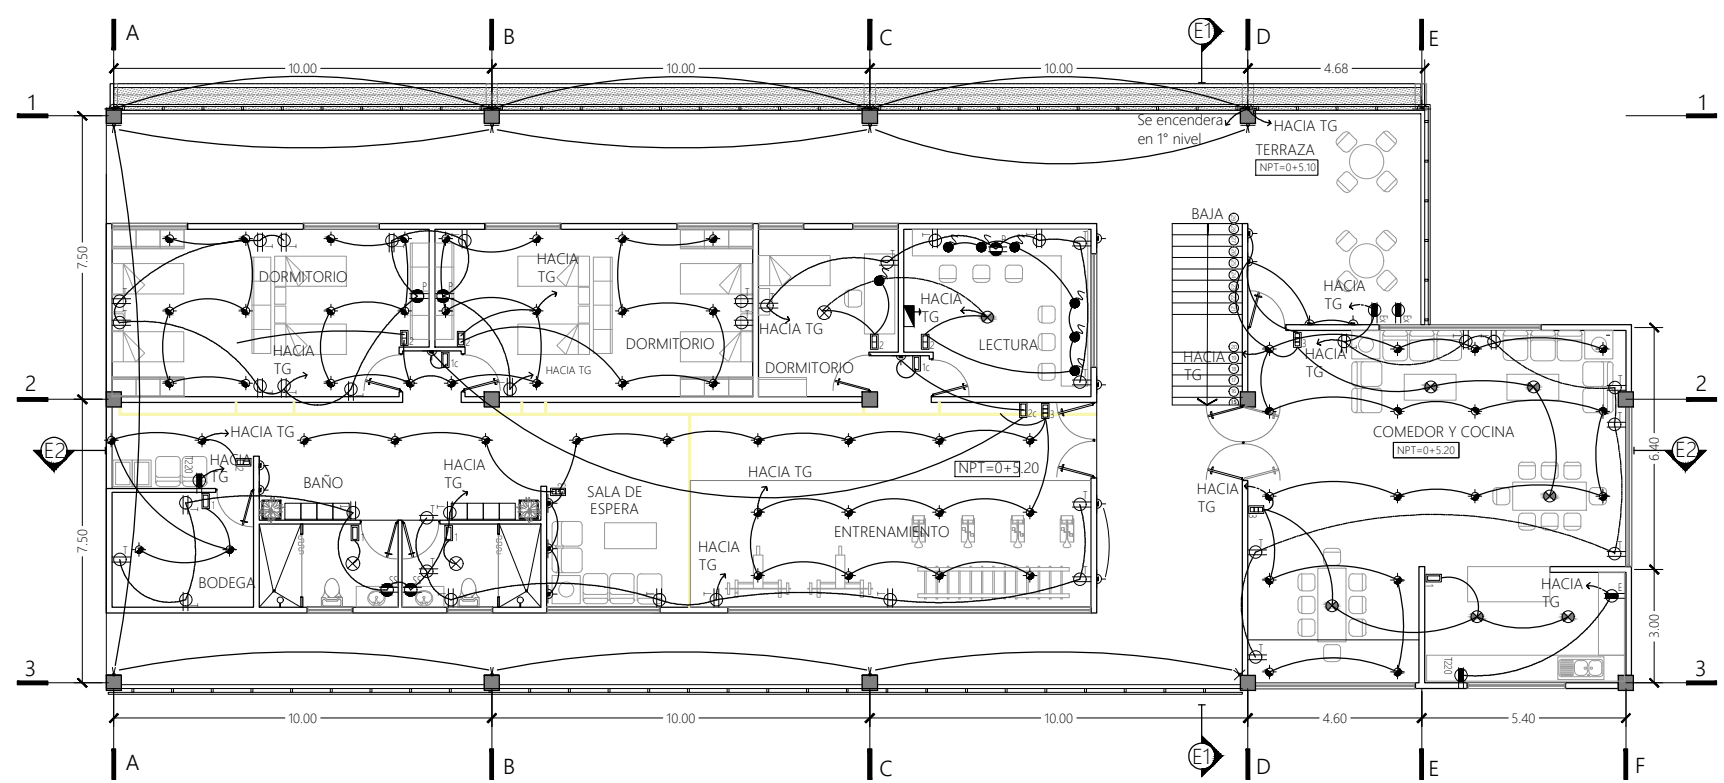 A
B
C
E1
D
E
10.00
10.00
10.00
4.68
1
1
Se encendera
en 1° nivel
HACIA TG
TERRAZA
NPT=0+5.10
7.50
BAJA
DORMITORIO
HACIA
TG
HACIA
TG
HACIA
TG
HACIA TG
DORMITORIO
LECTURA
HACIA
TG
HACIA TG
DORMITORIO
HACIA
TG
HACIA
TG
2
2
COMEDOR Y COCINA
NPT=0+5.20
E2
E2
HACIA TG
HACIA
TG
T220
BAÑO
HACIA
TG
HACIA TG
NPT=0+5.20
SALA DE
ESPERA
HACIA
TG
ENTRENAMIENTO
HACIA
TG
6.40
7.50
BODEGA
HACIA
TG
T220
3.00
3
3
10.00
10.00
10.00
4.60
5.40
A
B
C
E1
D
E
F